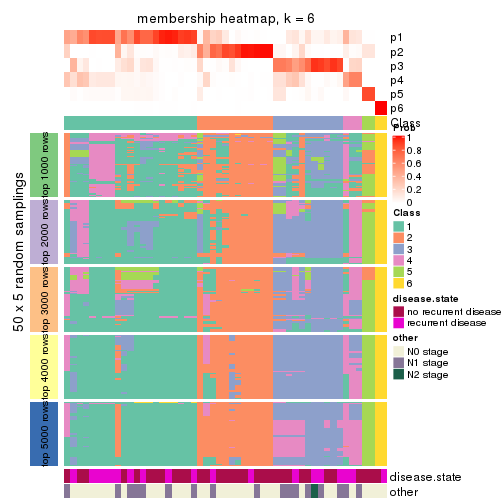 membership heatmap, k = 6
p1
p2
p3
p4
p5
p6
Class
Prob
1
0.8
0.6
0.4
0.2
0
Class
1
2
3
4
5
6
disease.state
no recurrent disease
recurrent disease
other
N0 stage
N1 stage
N2 stage
50 x 5 random samplings
top 1000 rows
top 2000 rows
top 3000 rows
top 4000 rows
top 5000 rows
disease.state
other